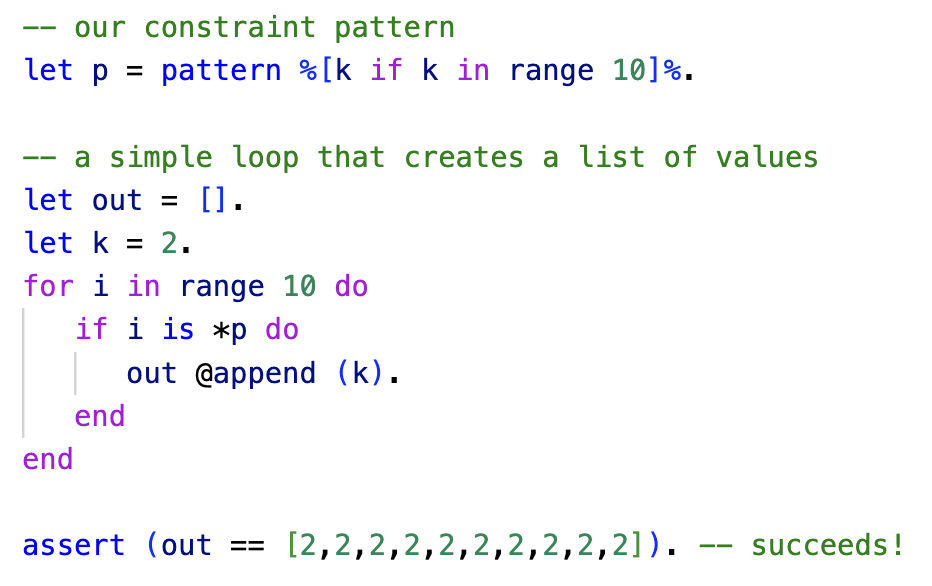 -- our constraint pattern
let p = pattern %[k if k in range 10]%.
-- a simple loop that creates a list of values
let out = [].
let k = 2.
for i in range 10 do
if i is *p do
out @append (k).
end
end
assert (out == [2,2,2,2,2,2,2,2,2,2]). -- succeeds!